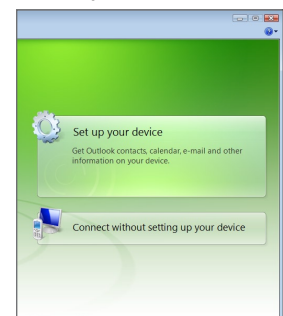 Set up your device
Get Outlook contacts, calendar, e-mail and other
information on your device.
Connect without setting up your device